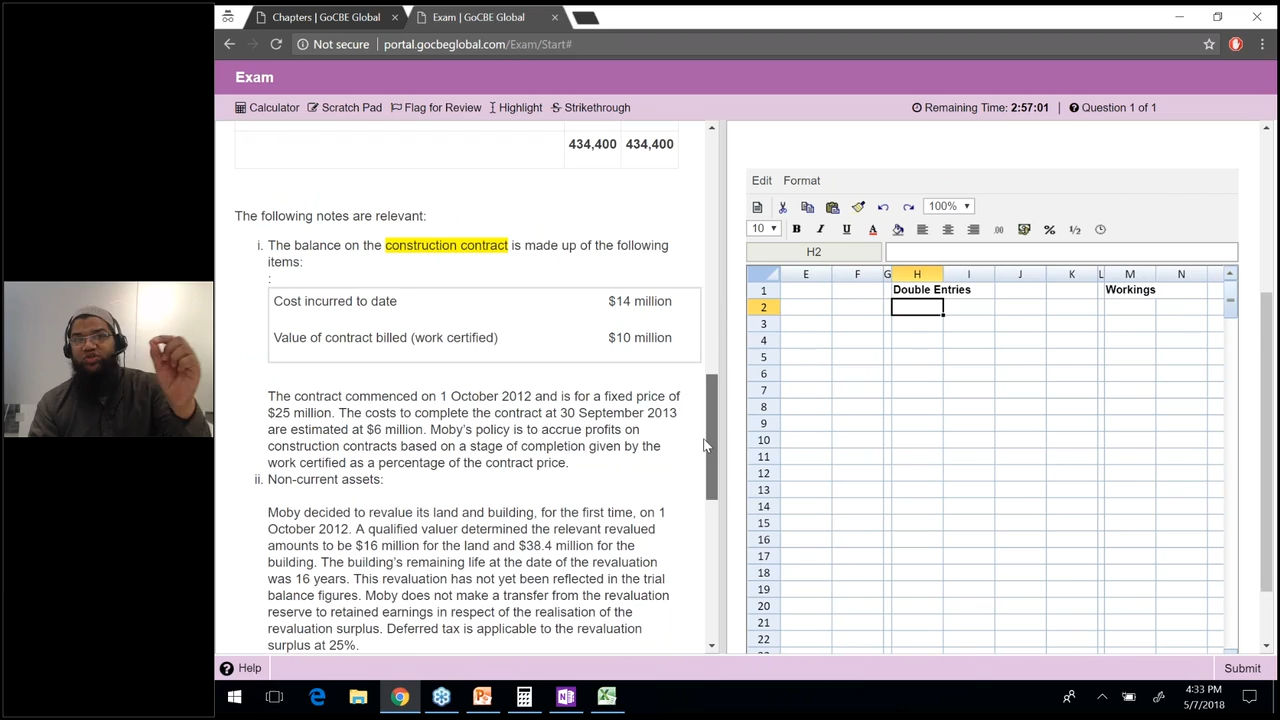 Chapters | GoCBE Global
Exam | GoCBE Global
Not secure
portal.gocbeglobal.com/Exam/Start#
Exam
Calculator Scratch Pad Flag for Review Highlight Strikethrough
Remaining Time: 2:57:01
Question 1 of 1
434,400 434,400
The following notes are relevant:
i. The balance on the construction contract is made up of the following
items:
:
Cost incurred to date $14 million
Value of contract billed (work certified) $10 million
The contract commenced on 1 October 2012 and is for a fixed price of
$25 million. The costs to complete the contract at 30 September 2013
are estimated at $6 million. Moby's policy is to accrue profits on
construction contracts based on a stage of completion given by the
work certified as a percentage of the contract price.
ii. Non-current assets:
Moby decided to revalue its land and building, for the first time, on 1
October 2012. A qualified valuer determined the relevant revalued
amounts to be $16 million for the land and $38.4 million for the
building. The building's remaining life at the date of the revaluation
was 16 years. This revaluation has not yet been reflected in the trial
balance figures. Moby does not make a transfer from the revaluation
reserve to retained earnings in respect of the realisation of the
revaluation surplus. Deferred tax is applicable to the revaluation
surplus at 25%.
Edit Format
100%
10 B I U A .00 % 1/2
H2
E F G H I J K L M N
1 Double Entries Workings
2
3
4
5
6
7
8
9
10
11
12
13
14
15
16
17
18
19
20
21
22
Help
Submit
4:33 PM
5/7/2018